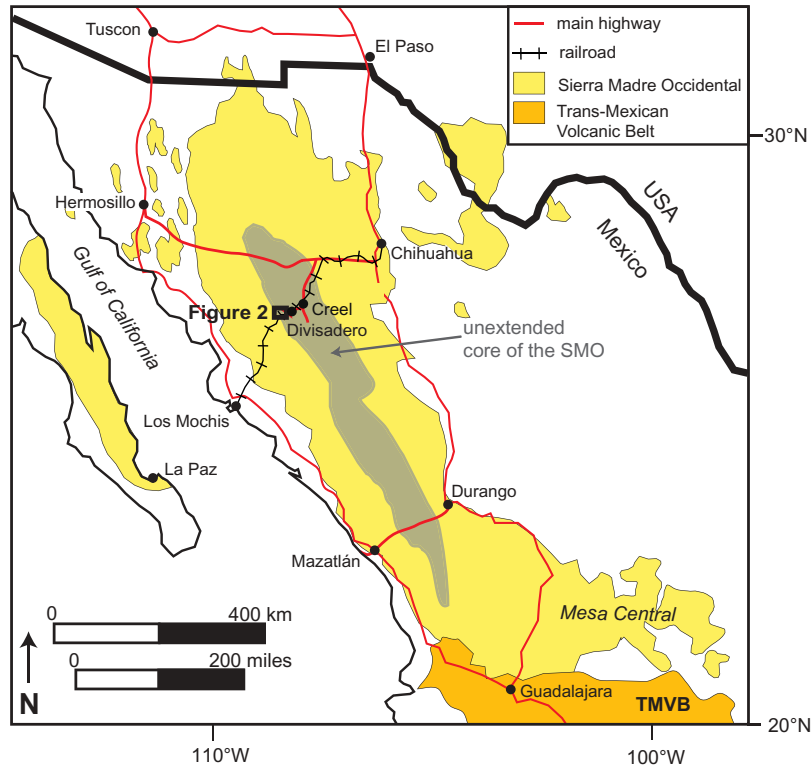 Tuscon
El Paso
main highway
railroad
Sierra Madre Occidental
Trans-Mexican
Volcanic Belt
30°N
Hermosillo
USA
Mexico
Chihuahua
Gulf of California
Figure 2
Creel
Divisadero
unextended
core of the SMO
Los Mochis
La Paz
Durango
Mazatlán
0
400 km
0
200 miles
N
Mesa Central
Guadalajara
TMVB
20°N
110°W
100°W